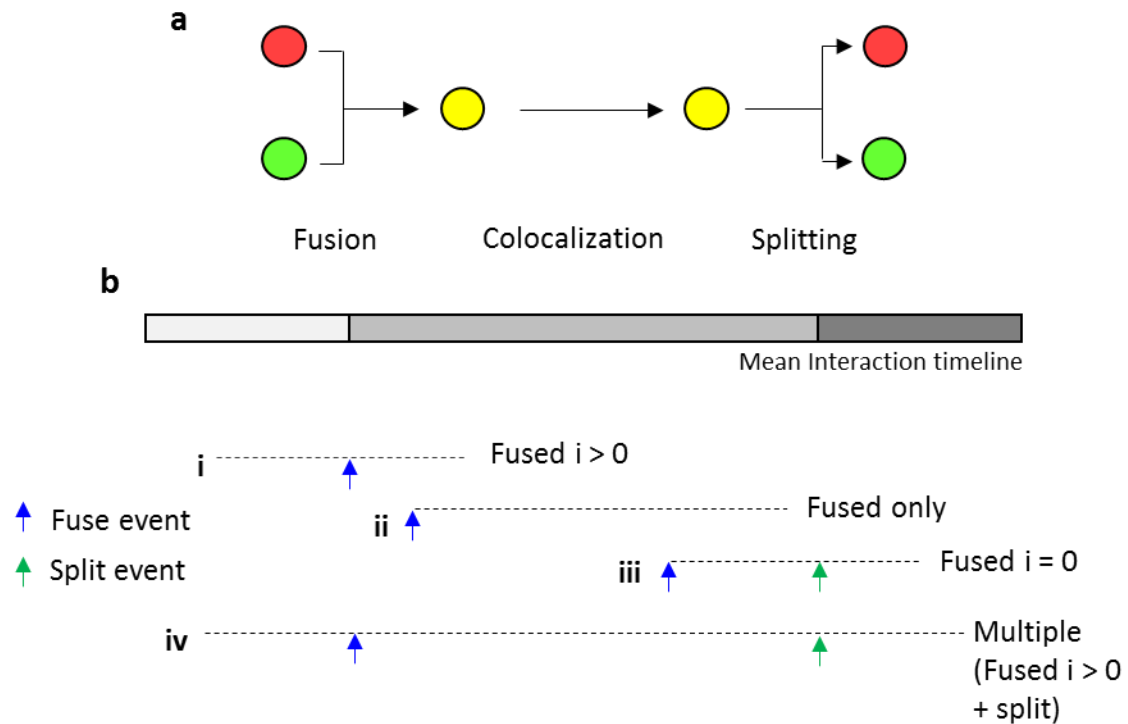 a
Fusion
Colocalization
Splitting
b
Mean Interaction timeline
i
Fused i > 0
Fuse event
ii
Fused only
Split event
iii
Fused i = 0
iv
Multiple
(Fused i > 0
+ split)